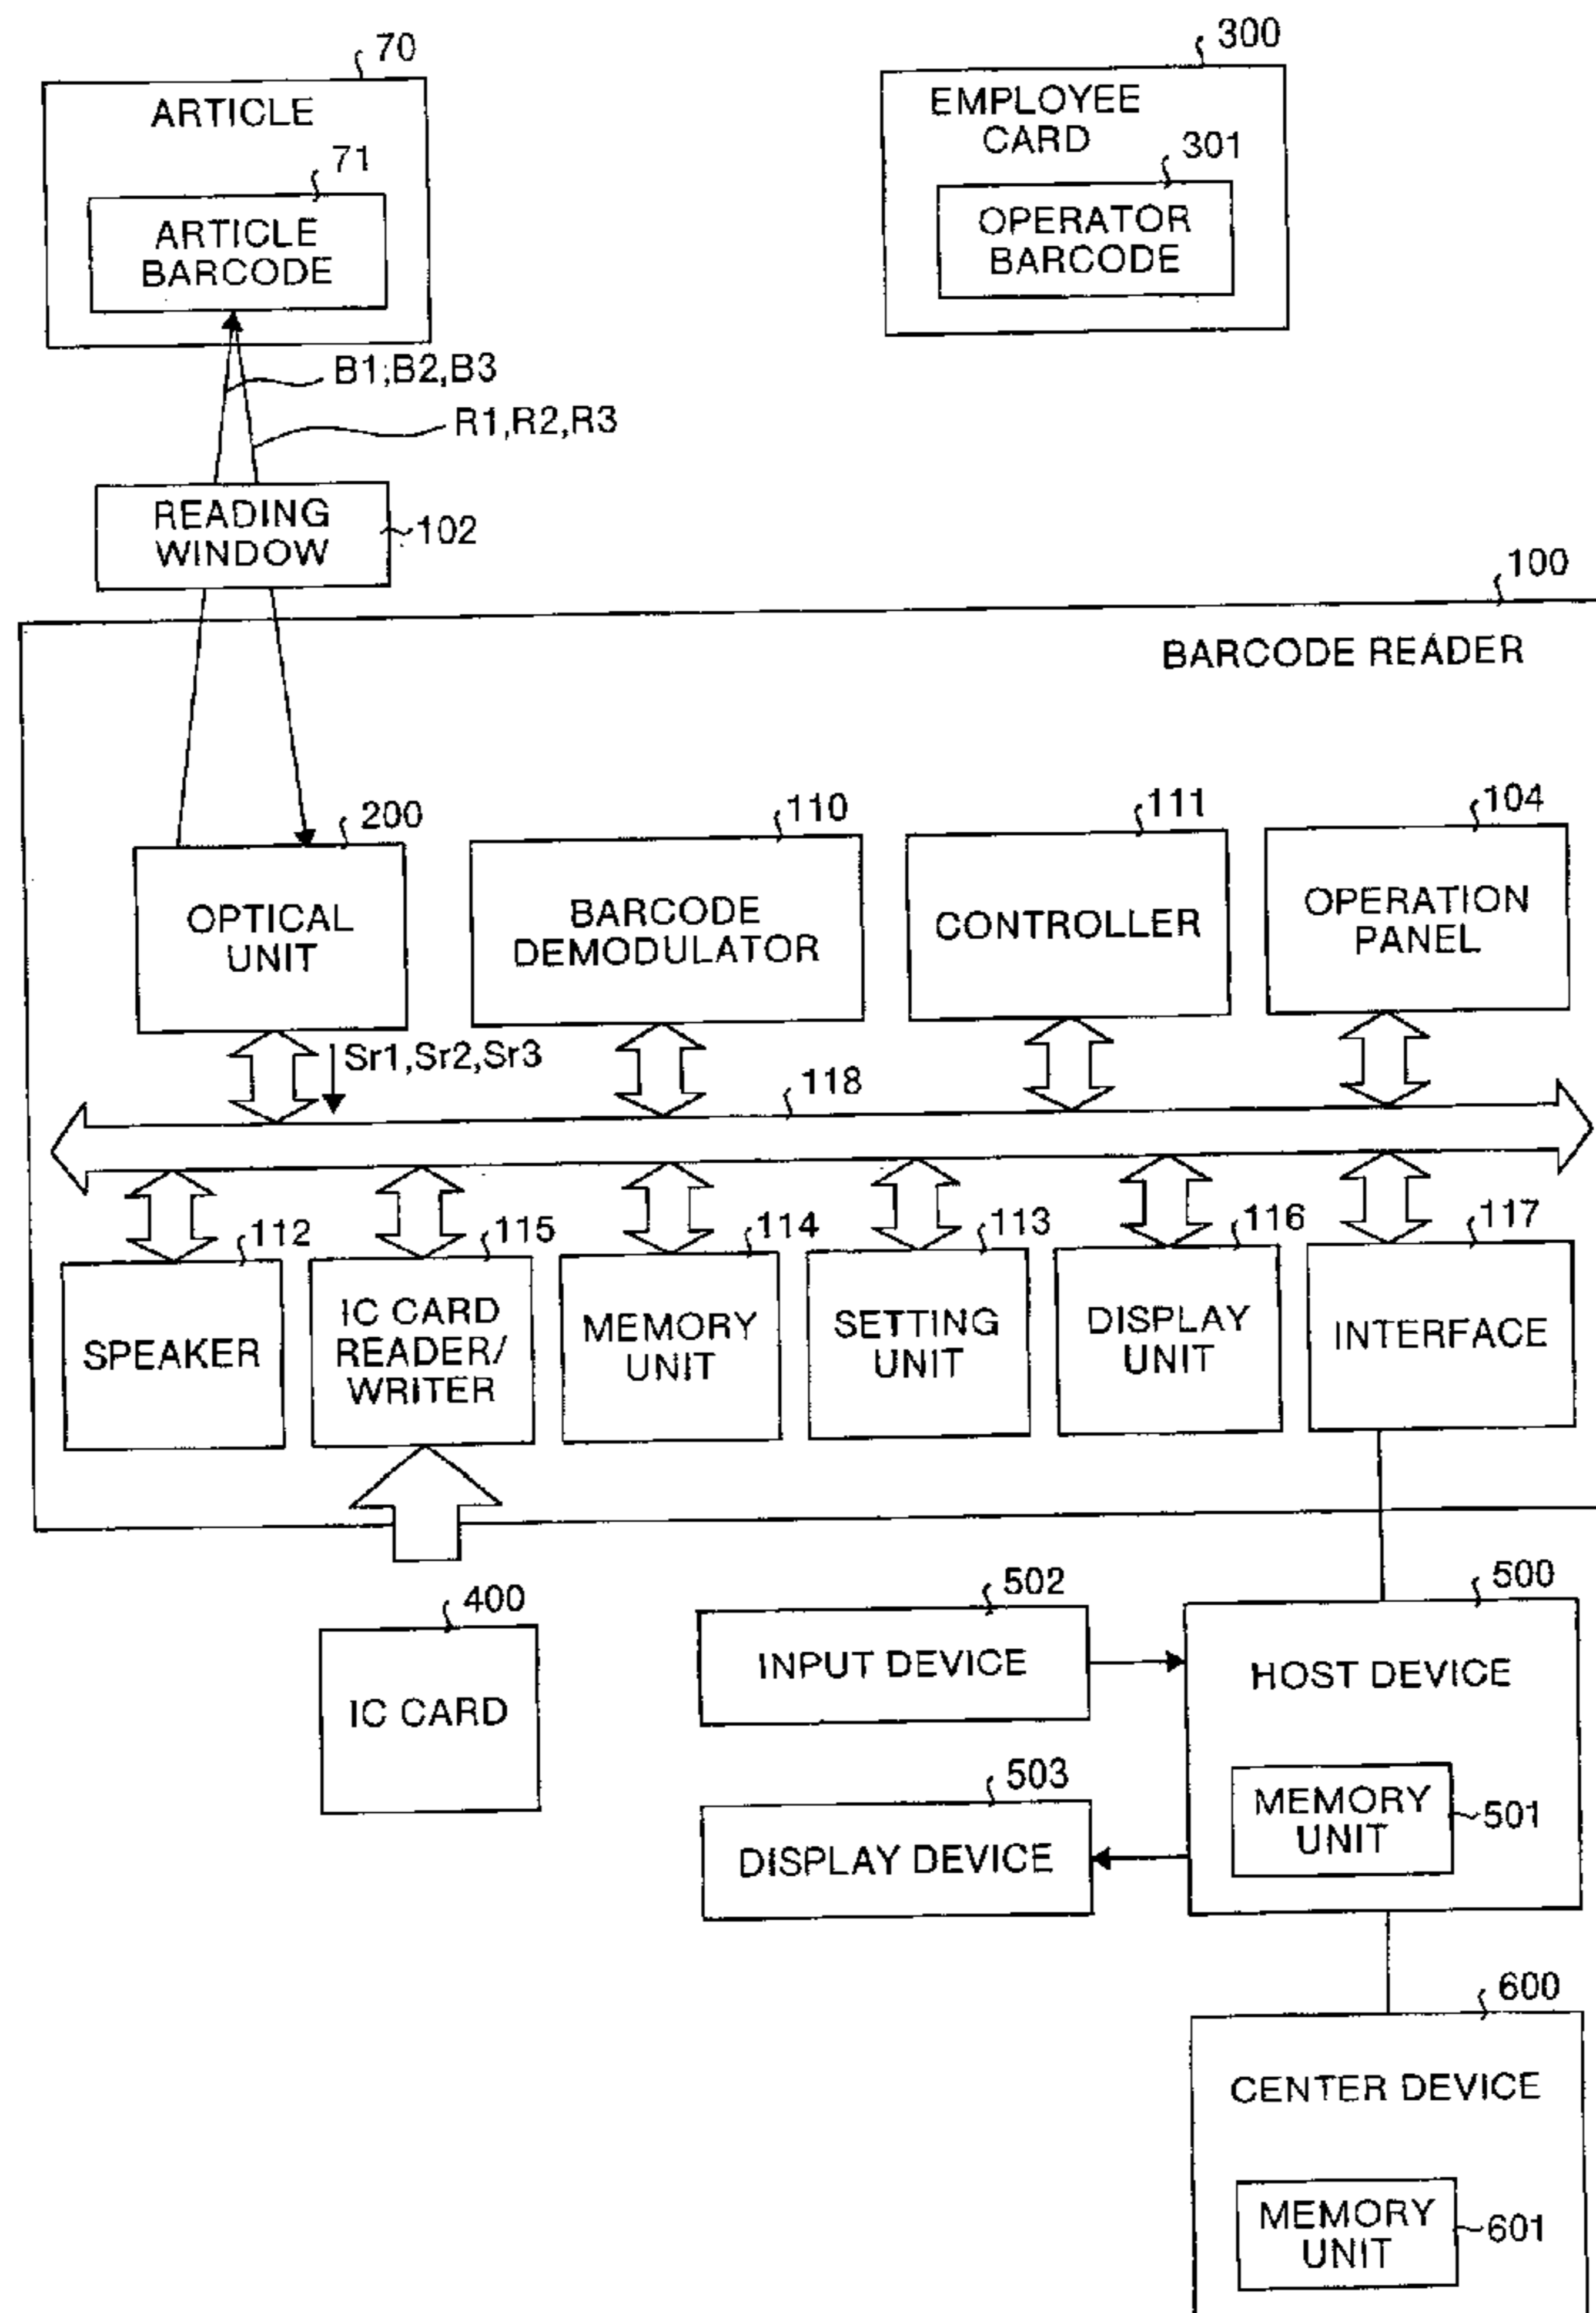 70
ARTICLE
71
ARTICLE
BARCODE
300
EMPLOYEE
CARD
301
OPERATOR
BARCODE
B1;B2,B3
R1,R2,R3
READING
WINDOW
102
100
BARCODE READER
200
OPTICAL
UNIT
110
BARCODE
DEMODULATOR
111
CONTROLLER
104
OPERATION
PANEL
Sr1,Sr2,Sr3
118
112
SPEAKER
115
IC CARD
READER/
WRITER
114
MEMORY
UNIT
113
SETTING
UNIT
116
DISPLAY
UNIT
117
INTERFACE
400
IC CARD
502
INPUT DEVICE
500
HOST DEVICE
503
DISPLAY DEVICE
MEMORY
UNIT
501
600
CENTER DEVICE
MEMORY
UNIT
601